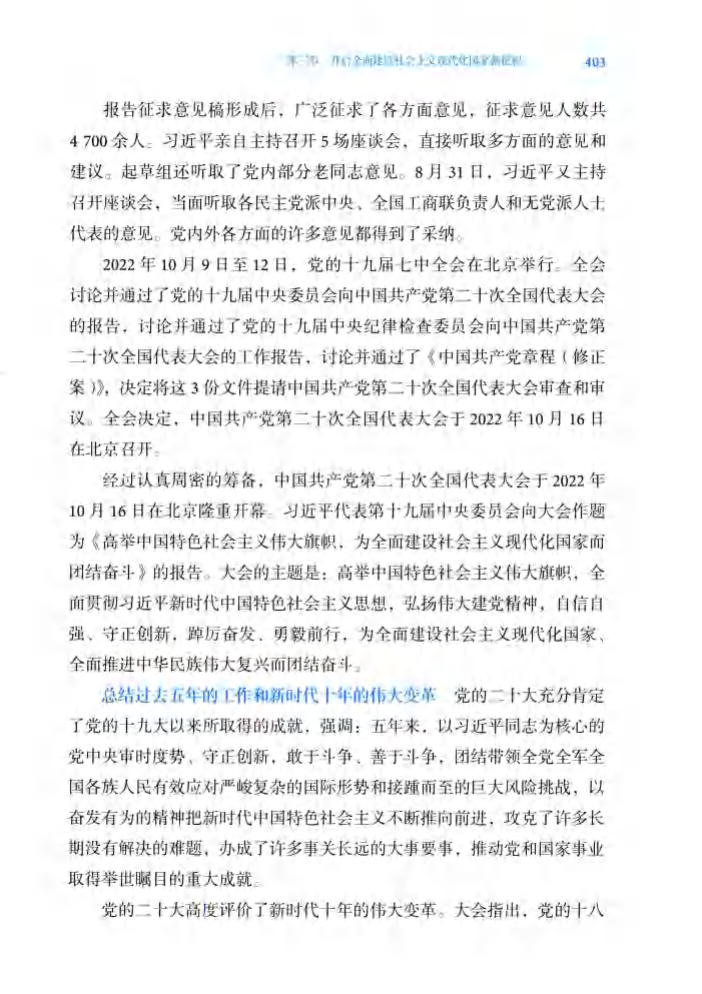 开启全面建设社会主义现代化国家新征程 403
报告征求意见稿形成后，广泛征求了各方面意见，征求意见人数共
4 700 余人。习近平亲自主持召开 5 场座谈会，直接听取多方面的意见和
建议。起草组还听取了党内部分老同志意见。8 月 31 日，习近平又主持
召开座谈会，当面听取各民主党派中央、全国工商联负责人和无党派人士
代表的意见。党内外各方面的许多意见都得到了采纳。
2022 年 10 月 9 日至 12 日，党的十九届七中全会在北京举行。全会
讨论并通过了党的十九届中央委员会向中国共产党第二十次全国代表大会
的报告，讨论并通过了党的十九届中央纪律检查委员会向中国共产党第
二十次全国代表大会的工作报告，讨论并通过了《中国共产党章程（修正
案）》，决定将这 3 份文件提请中国共产党第二十次全国代表大会审查和审
议。全会决定，中国共产党第二十次全国代表大会于 2022 年 10 月 16 日
在北京召开。
经过认真周密的筹备，中国共产党第二十次全国代表大会于 2022 年
10 月 16 日在北京隆重开幕。习近平代表第十九届中央委员会向大会作题
为《高举中国特色社会主义伟大旗帜，为全面建设社会主义现代化国家而
团结奋斗》的报告。大会的主题是：高举中国特色社会主义伟大旗帜，全
面贯彻习近平新时代中国特色社会主义思想，弘扬伟大建党精神，自信自
强、守正创新，踔厉奋发、勇毅前行，为全面建设社会主义现代化国家、
全面推进中华民族伟大复兴而团结奋斗。
总结过去五年的工作和新时代十年的伟大变革　党的二十大充分肯定
了党的十九大以来所取得的成就，强调：五年来，以习近平同志为核心的
党中央审时度势、守正创新，敢于斗争、善于斗争，团结带领全党全军全
国各族人民有效应对严峻复杂的国际形势和接踵而至的巨大风险挑战，以
奋发有为的精神把新时代中国特色社会主义不断推向前进，攻克了许多长
期没有解决的难题，办成了许多事关长远的大事要事，推动党和国家事业
取得举世瞩目的重大成就。
党的二十大高度评价了新时代十年的伟大变革。大会指出，党的十八